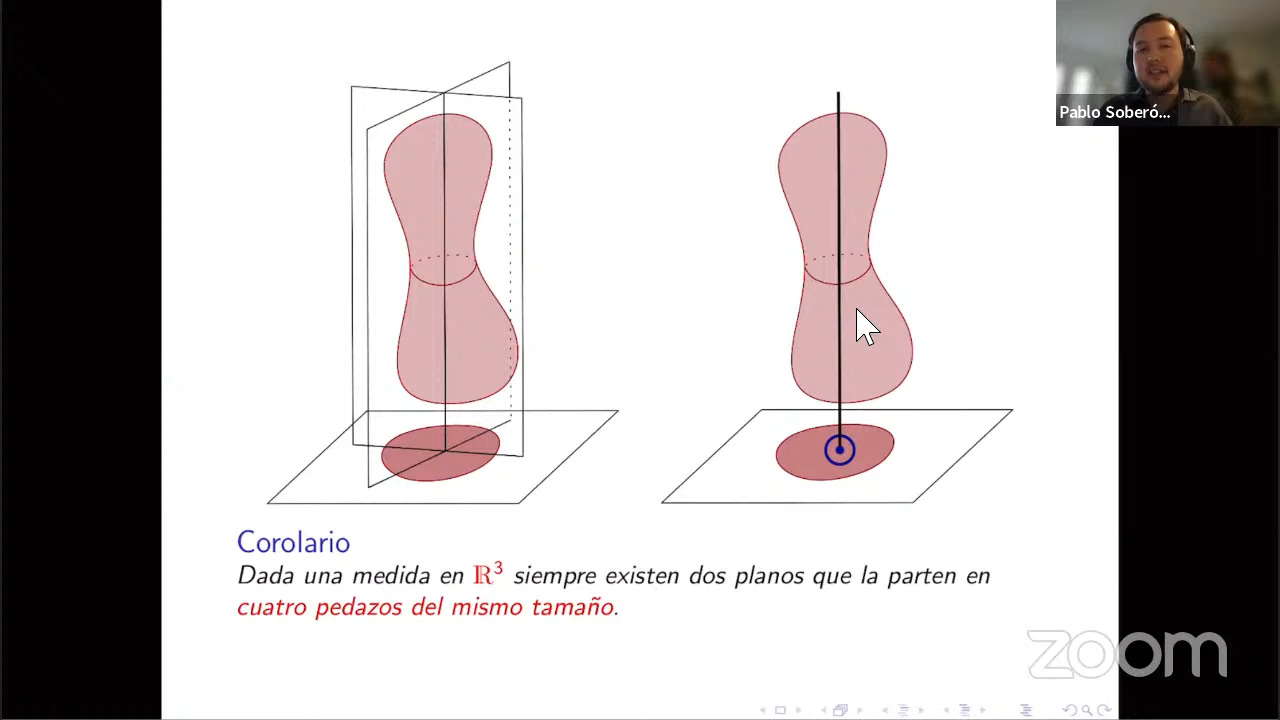 Pablo Soberó...
Corolario
Dada una medida en ℝ³ siempre existen dos planos que la parten en
cuatro pedazos del mismo tamaño.
zoom